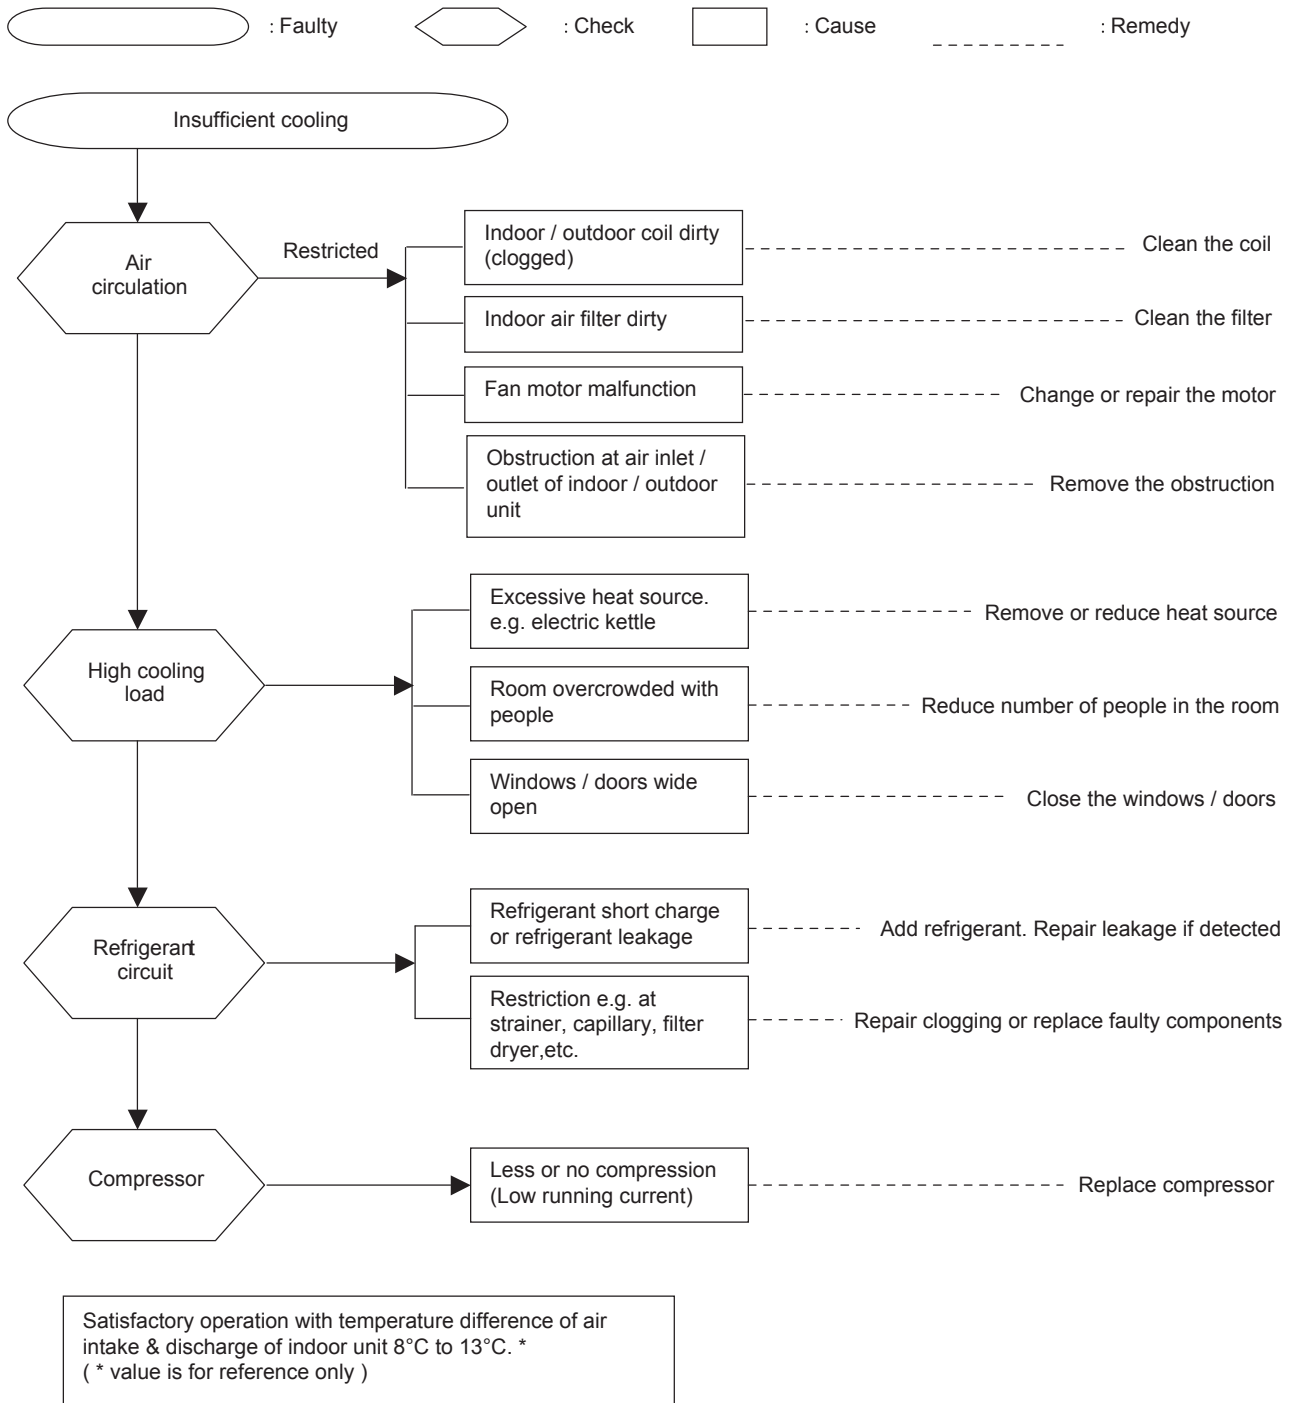 : Faulty
: Check
: Cause
: Remedy
Insufficient cooling
Air
circulation
Restricted
Indoor / outdoor coil dirty
(clogged)
Clean the coil
Indoor air filter dirty
Clean the filter
Fan motor malfunction
Change or repair the motor
Obstruction at air inlet /
outlet of indoor / outdoor
unit
Remove the obstruction
High cooling
load
Excessive heat source.
e.g. electric kettle
Remove or reduce heat source
Room overcrowded with
people
Reduce number of people in the room
Windows / doors wide
open
Close the windows / doors
Refrigerant
circuit
Refrigerant short charge
or refrigerant leakage
Add refrigerant. Repair leakage if detected
Restriction e.g. at
strainer, capillary, filter
dryer,etc.
Repair clogging or replace faulty components
Compressor
Less or no compression
(Low running current)
Replace compressor
Satisfactory operation with temperature difference of air
intake & discharge of indoor unit 8°C to 13°C. *
( * value is for reference only )